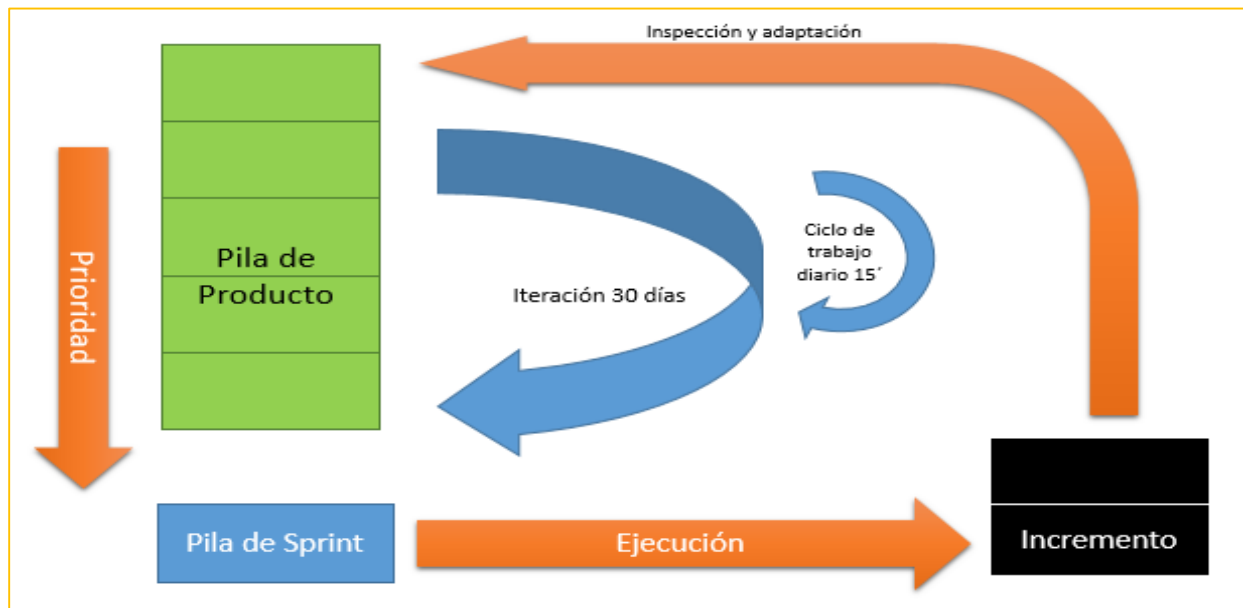 Inspección y adaptación
Prioridad
Pila de
Producto
Iteración 30 días
Ciclo de
trabajo
diario 15´
Pila de Sprint
Ejecución
Incremento